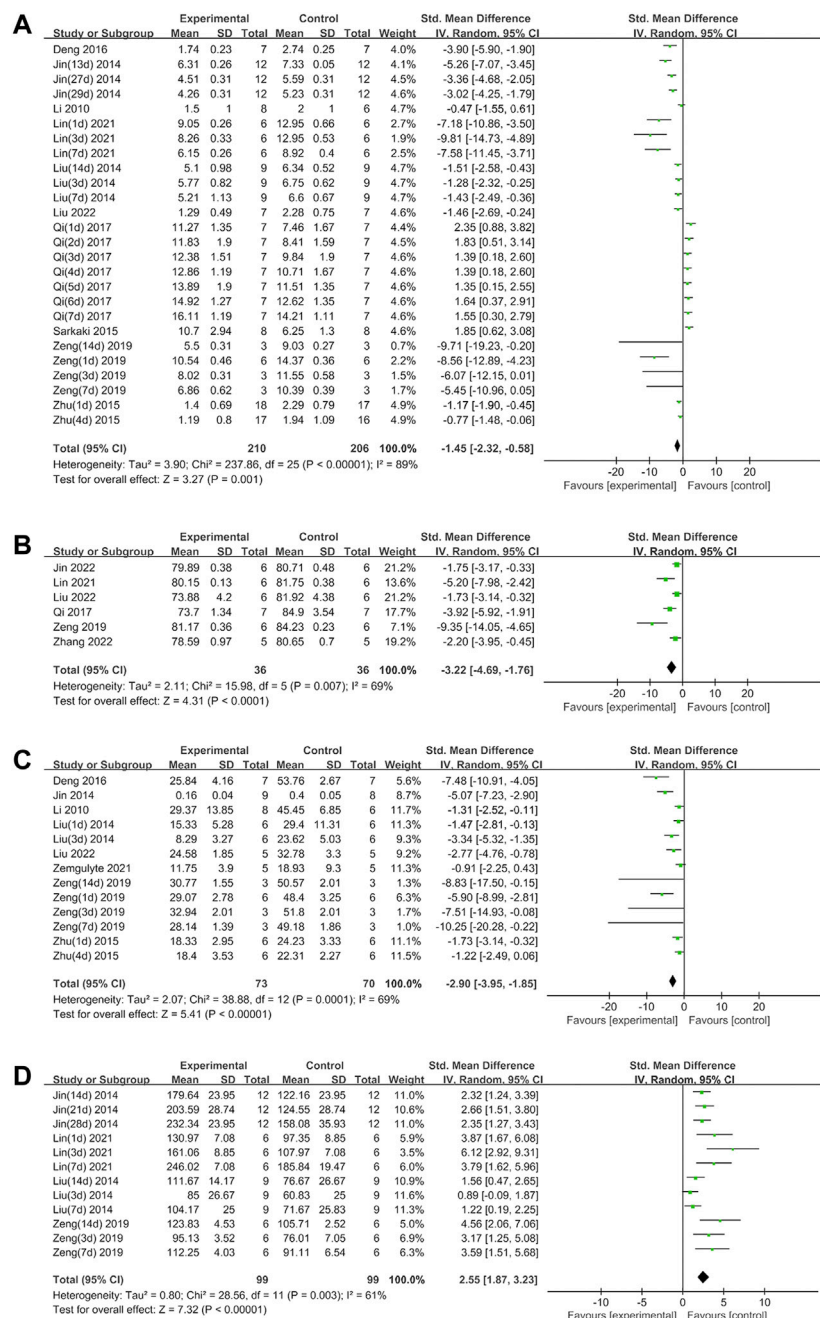 A
Experimental Control Std. Mean Difference Std. Mean Difference
Study or Subgroup Mean SD Total Mean SD Total Weight IV, Random, 95% CI IV, Random, 95% CI
Deng 2016 1.74 0.23 7 2.74 0.25 7 4.0% -3.90 [-5.90, -1.90]
Jin(13d) 2014 6.31 0.26 12 7.33 0.05 12 4.2% -5.26 [-7.07, -3.45]
Jin(27d) 2014 4.51 0.31 12 5.59 0.31 12 4.5% -3.36 [-4.68, -2.05]
Jin(29d) 2014 4.26 0.31 12 5.23 0.31 12 4.6% -3.02 [-4.25, -1.79]
Li 2010 1.5 1 8 2 1 6 4.7% -0.47 [-1.55, 0.61]
Lin(1d) 2021 9.05 0.26 6 12.95 0.66 6 2.6% -7.18 [-10.86, -3.50]
Lin(3d) 2021 8.26 0.33 6 12.95 0.53 6 1.9% -9.81 [-14.73, -4.89]
Lin(7d) 2021 6.15 0.26 6 8.92 0.4 6 2.5% -7.58 [-11.45, -3.71]
Liu(14d) 2014 5.1 0.98 9 6.34 0.52 9 4.7% -1.51 [-2.58, -0.43]
Liu(3d) 2014 5.77 0.82 9 6.75 0.62 9 4.7% -1.28 [-2.32, -0.25]
Liu(7d) 2014 5.21 1.13 9 6.6 0.67 9 4.7% -1.43 [-2.49, -0.36]
Liu 2022 1.29 0.49 7 2.28 0.75 7 4.6% -1.46 [-2.69, -0.24]
Qi(1d) 2017 11.27 1.35 7 7.46 1.67 7 4.4% 2.35 [0.88, 3.82]
Qi(2d) 2017 11.83 1.9 7 8.41 1.59 7 4.5% 1.83 [0.51, 3.14]
Qi(3d) 2017 12.38 1.51 7 9.84 1.9 7 4.6% 1.39 [0.18, 2.60]
Qi(4d) 2017 12.86 1.19 7 10.71 1.67 7 4.6% 1.39 [0.18, 2.60]
Qi(5d) 2017 13.89 1.9 7 11.51 1.35 7 4.6% 1.35 [0.15, 2.55]
Qi(6d) 2017 14.92 1.27 7 12.62 1.35 7 4.6% 1.64 [0.37, 2.91]
Qi(7d) 2017 16.11 1.19 7 14.21 1.11 7 4.6% 1.55 [0.30, 2.79]
Sarkaki 2015 10.7 2.94 8 6.25 1.3 8 4.6% 1.85 [0.62, 3.08]
Zeng(14d) 2019 5.5 0.31 3 9.03 0.27 3 0.7% -9.71 [-19.23, -0.20]
Zeng(1d) 2019 10.54 0.46 6 14.37 0.36 6 2.2% -8.56 [-12.89, -4.23]
Zeng(3d) 2019 8.02 0.31 3 11.55 0.58 3 1.5% -6.07 [-12.15, 0.01]
Zeng(7d) 2019 6.86 0.62 3 10.39 0.39 3 1.7% -5.45 [-10.96, 0.05]
Zhu(1d) 2015 1.4 0.69 18 2.29 0.79 17 4.9% -1.17 [-1.90, -0.45]
Zhu(4d) 2015 1.19 0.8 17 1.94 1.09 16 4.9% -0.77 [-1.48, -0.06]
Total (95% CI) 210 206 100.0% -1.45 [-2.32, -0.58]
Heterogeneity: Tau² = 3.90; Chi² = 237.86, df = 25 (P < 0.00001); I² = 89%
Test for overall effect: Z = 3.27 (P = 0.001)
-20 -10 0 10 20
Favours [experimental] Favours [control]
B
Experimental Control Std. Mean Difference Std. Mean Difference
Study or Subgroup Mean SD Total Mean SD Total Weight IV, Random, 95% CI IV, Random, 95% CI
Jin 2022 79.89 0.38 6 80.71 0.48 6 21.2% -1.75 [-3.17, -0.33]
Lin 2021 80.15 0.13 6 81.75 0.38 6 13.6% -5.20 [-7.98, -2.42]
Liu 2022 73.88 4.2 6 81.92 4.38 6 21.2% -1.73 [-3.14, -0.32]
Qi 2017 73.7 1.34 7 84.9 3.54 7 17.7% -3.92 [-5.92, -1.91]
Zeng 2019 81.17 0.36 6 84.23 0.23 6 7.1% -9.35 [-14.05, -4.65]
Zhang 2022 78.59 0.97 5 80.65 0.7 5 19.2% -2.20 [-3.95, -0.45]
Total (95% CI) 36 36 100.0% -3.22 [-4.69, -1.76]
Heterogeneity: Tau² = 2.11; Chi² = 15.98, df = 5 (P = 0.007); I² = 69%
Test for overall effect: Z = 4.31 (P < 0.0001)
-20 -10 0 10 20
Favours [experimental] Favours [control]
C
Experimental Control Std. Mean Difference Std. Mean Difference
Study or Subgroup Mean SD Total Mean SD Total Weight IV, Random, 95% CI IV, Random, 95% CI
Deng 2016 25.84 4.16 7 53.76 2.67 7 5.6% -7.48 [-10.91, -4.05]
Jin 2014 0.16 0.04 9 0.4 0.05 8 8.7% -5.07 [-7.23, -2.90]
Li 2010 29.37 13.85 8 45.45 6.85 6 11.7% -1.31 [-2.52, -0.11]
Liu(1d) 2014 15.33 5.28 6 29.4 11.31 6 11.3% -1.47 [-2.81, -0.13]
Liu(3d) 2014 8.29 3.27 6 23.62 5.03 6 9.3% -3.34 [-5.32, -1.35]
Liu 2022 24.58 1.85 5 32.78 3.3 5 9.2% -2.77 [-4.76, -0.78]
Zemgulyte 2021 11.75 3.9 5 18.93 9.3 5 11.3% -0.91 [-2.25, 0.43]
Zeng(14d) 2019 30.77 1.55 3 50.57 2.01 3 1.4% -8.83 [-17.50, -0.15]
Zeng(1d) 2019 29.07 2.78 6 48.4 3.25 6 6.3% -5.90 [-8.99, -2.81]
Zeng(3d) 2019 32.94 2.01 3 51.8 2.01 3 1.8% -7.51 [-14.93, -0.08]
Zeng(7d) 2019 28.14 1.39 3 49.18 1.86 3 1.1% -10.25 [-20.28, -0.22]
Zhu(1d) 2015 18.33 2.95 6 24.23 3.33 6 11.1% -1.73 [-3.14, -0.32]
Zhu(4d) 2015 18.4 3.53 6 22.31 2.27 6 11.5% -1.22 [-2.49, 0.06]
Total (95% CI) 73 70 100.0% -2.90 [-3.95, -1.85]
Heterogeneity: Tau² = 2.07; Chi² = 38.88, df = 12 (P = 0.0001); I² = 69%
Test for overall effect: Z = 5.41 (P < 0.00001)
-20 -10 0 10 20
Favours [experimental] Favours [control]
D
Experimental Control Std. Mean Difference Std. Mean Difference
Study or Subgroup Mean SD Total Mean SD Total Weight IV, Random, 95% CI IV, Random, 95% CI
Jin(14d) 2014 179.64 23.95 12 122.16 23.95 12 11.0% 2.32 [1.24, 3.39]
Jin(21d) 2014 203.59 28.74 12 124.55 28.74 12 10.6% 2.66 [1.51, 3.80]
Jin(28d) 2014 232.34 23.95 12 158.08 35.93 12 11.0% 2.35 [1.27, 3.43]
Lin(1d) 2021 130.97 7.08 6 97.35 8.85 6 5.9% 3.87 [1.67, 6.08]
Lin(3d) 2021 161.06 8.85 6 107.97 7.08 6 3.6% 6.12 [2.92, 9.31]
Lin(7d) 2021 246.02 7.08 6 185.84 19.47 6 6.0% 3.79 [1.62, 5.96]
Liu(14d) 2014 111.67 14.17 9 76.67 26.67 9 11.0% 1.56 [0.47, 2.65]
Liu(3d) 2014 85 26.67 9 60.83 25 9 11.7% 0.89 [-0.09, 1.87]
Liu(7d) 2014 104.17 25 9 71.67 25.83 9 11.3% 1.22 [0.19, 2.25]
Zeng(14d) 2019 123.83 4.53 6 105.71 2.52 6 5.0% 4.56 [2.06, 7.06]
Zeng(3d) 2019 95.13 3.52 6 76.01 7.05 6 6.9% 3.17 [1.25, 5.08]
Zeng(7d) 2019 112.25 4.03 6 91.11 6.54 6 6.3% 3.59 [1.51, 5.68]
Total (95% CI) 99 99 100.0% 2.55 [1.87, 3.23]
Heterogeneity: Tau² = 0.80; Chi² = 28.56, df = 11 (P = 0.003); I² = 61%
Test for overall effect: Z = 7.32 (P < 0.00001)
-10 -5 0 5 10
Favours [experimental] Favours [control]